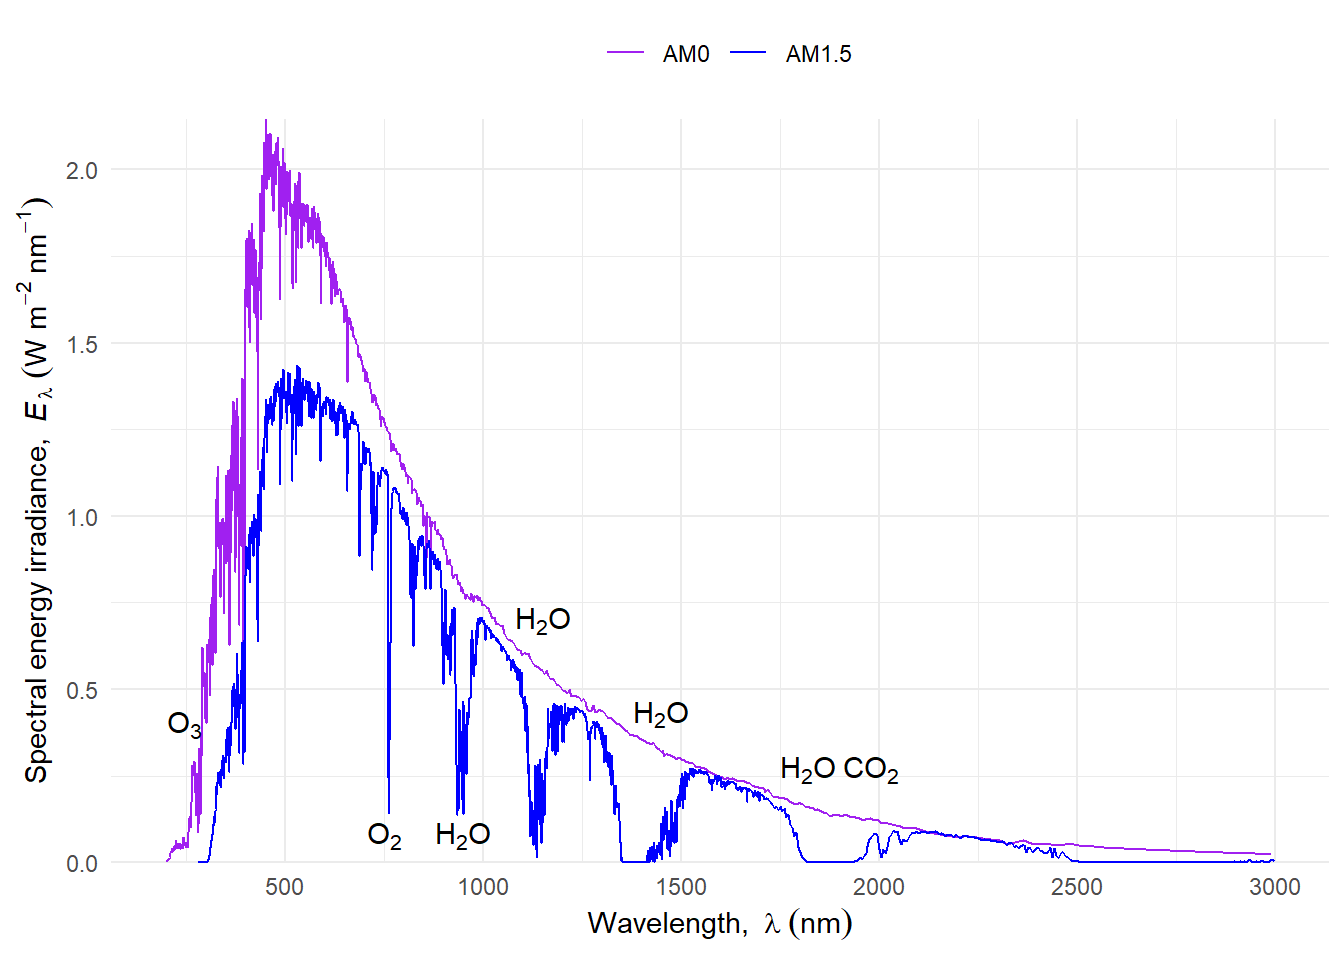 AM0 AM1.5
Spectral energy irradiance, E_λ (W m⁻² nm⁻¹)
2.0
1.5
1.0
0.5
0.0
H₂O
H₂O
O₃
H₂O CO₂
O₂
H₂O
500 1000 1500 2000 2500 3000
Wavelength, λ (nm)